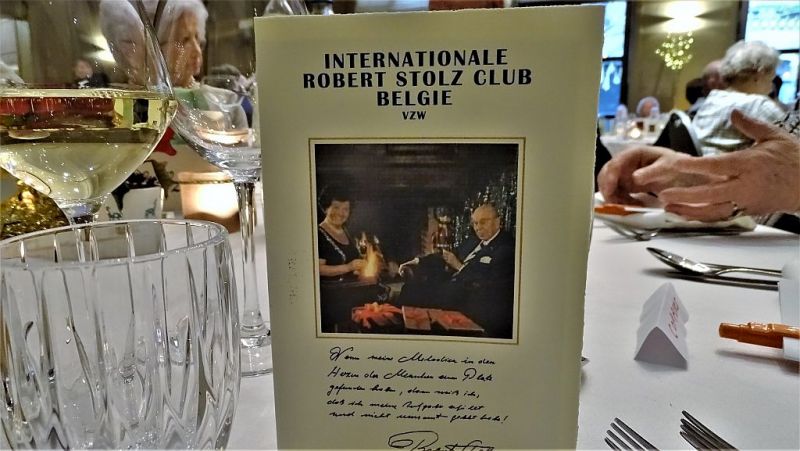 INTERNATIONALE
ROBERT STOLZ CLUB
BELGIE
VZW
Wenn meine Melodien in den
Herzen der Menschen einen Platz
gefunden haben, dann weiß ich,
daß ich meine Aufgabe erfüllt
und nicht umsonst gelebt habe!